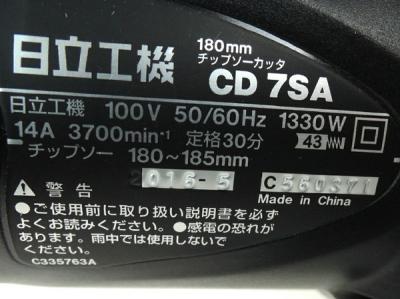 日立工機 180mm
チップソーカッタ
CD 7SA
日立工機 100V 50/60Hz 1330W
14A 3700min⁻¹ 定格30分 43
チップソー 180～185mm
2016-5 C560371
警告 Made in China
●ご使用前に取り扱い説明書を必ず
よくお読みください。●感電の恐れが
あります。雨中では使用しないで
ください。
C335763A